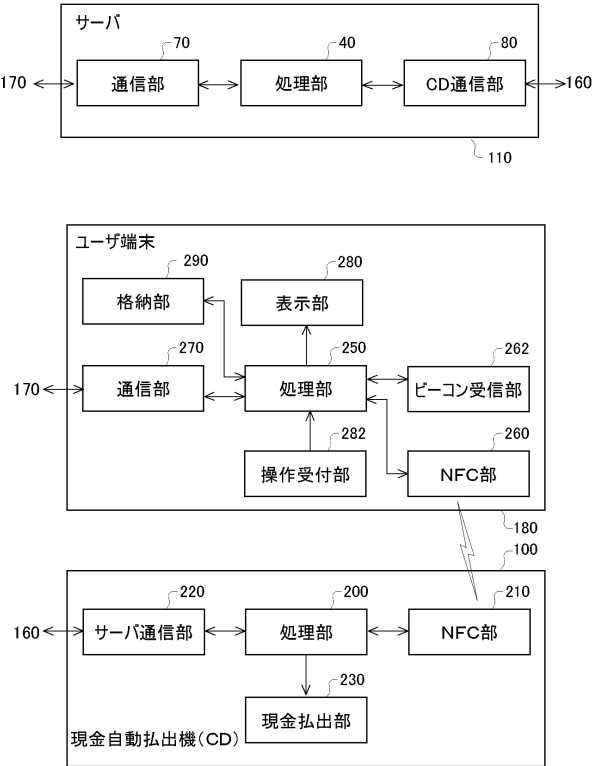 サーバ
70
40
80
170
通信部
処理部
CD通信部
160
110
ユーザ端末
290
280
格納部
表示部
270
250
262
170
通信部
処理部
ビーコン受信部
282
260
操作受付部
NFC部
180
100
220
200
210
160
サーバ通信部
処理部
NFC部
230
現金払出部
現金自動払出機(CD)